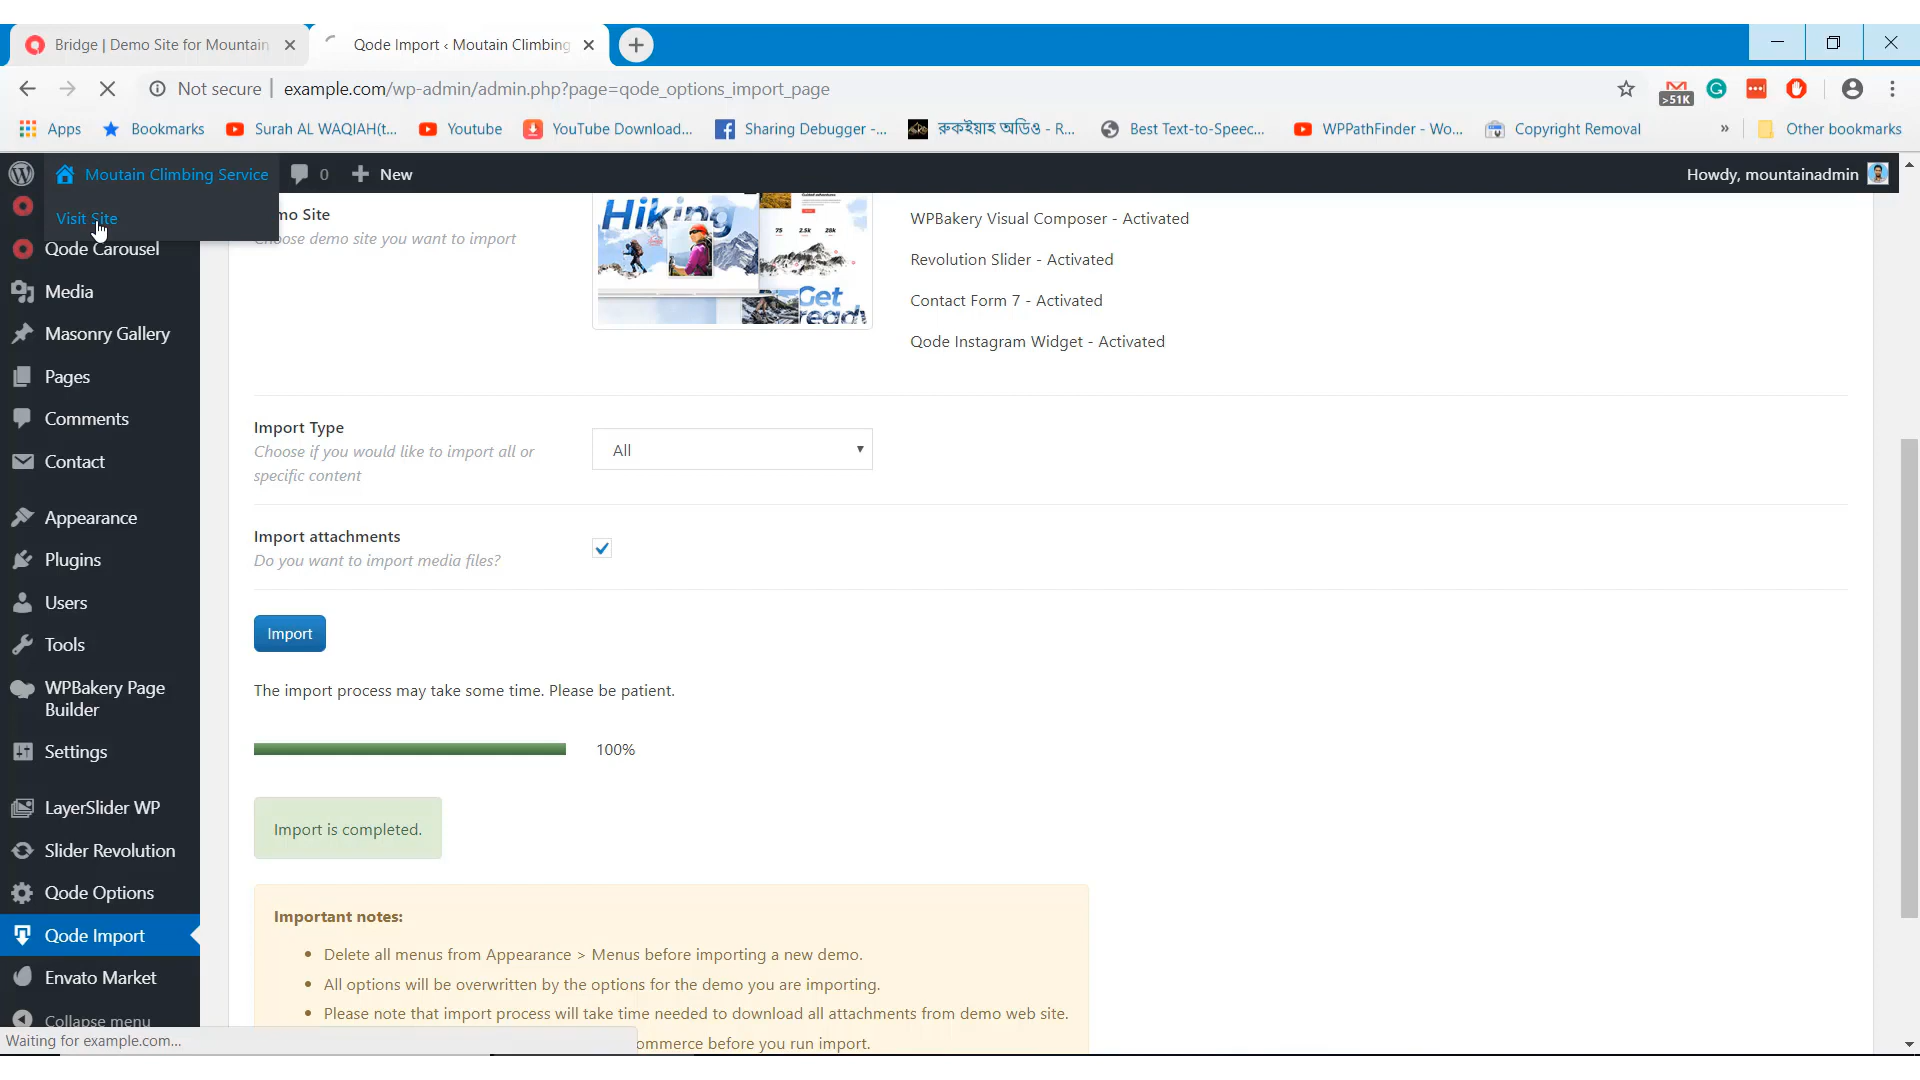 Bridge | Demo Site for Mountain
Qode Import ‹ Moutain Climbing
Not secure | example.com/wp-admin/admin.php?page=qode_options_import_page
>51K
Apps
Bookmarks
Surah AL WAQIAH(t...
Youtube
YouTube Download...
Sharing Debugger -...
রুকইয়াহ অডিও - R...
Best Text-to-Speec...
WPPathFinder - Wo...
Copyright Removal
»
Other bookmarks
Moutain Climbing Service
0
New
Howdy, mountainadmin
Visit Site
Qode Carousel
Media
Masonry Gallery
Pages
Comments
Contact
Appearance
Plugins
Users
Tools
WPBakery Page
Builder
Settings
LayerSlider WP
Slider Revolution
Qode Options
Qode Import
Envato Market
Collapse menu
Waiting for example.com...
mo Site
oose demo site you want to import
Hiking
75 2.5k 28k
Get
ready
WPBakery Visual Composer - Activated
Revolution Slider - Activated
Contact Form 7 - Activated
Qode Instagram Widget - Activated
Import Type
Choose if you would like to import all or
specific content
All
Import attachments
Do you want to import media files?
Import
The import process may take some time. Please be patient.
100%
Import is completed.
Important notes:
• Delete all menus from Appearance > Menus before importing a new demo.
• All options will be overwritten by the options for the demo you are importing.
• Please note that import process will take time needed to download all attachments from demo web site.
ommerce before you run import.